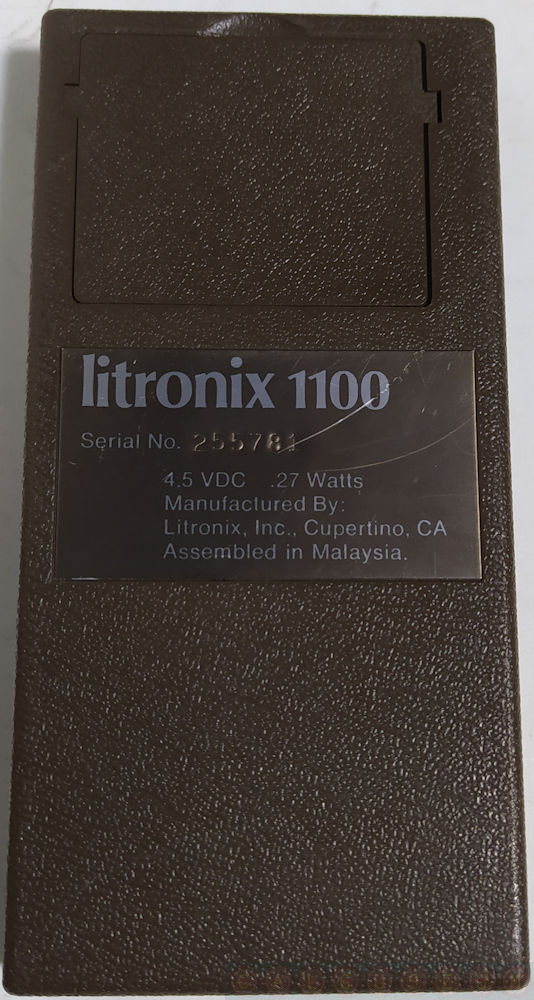 litronix 1100
Serial No. 255781
4.5 VDC .27 Watts
Manufactured By:
Litronix, Inc., Cupertino, CA
Assembled in Malaysia.